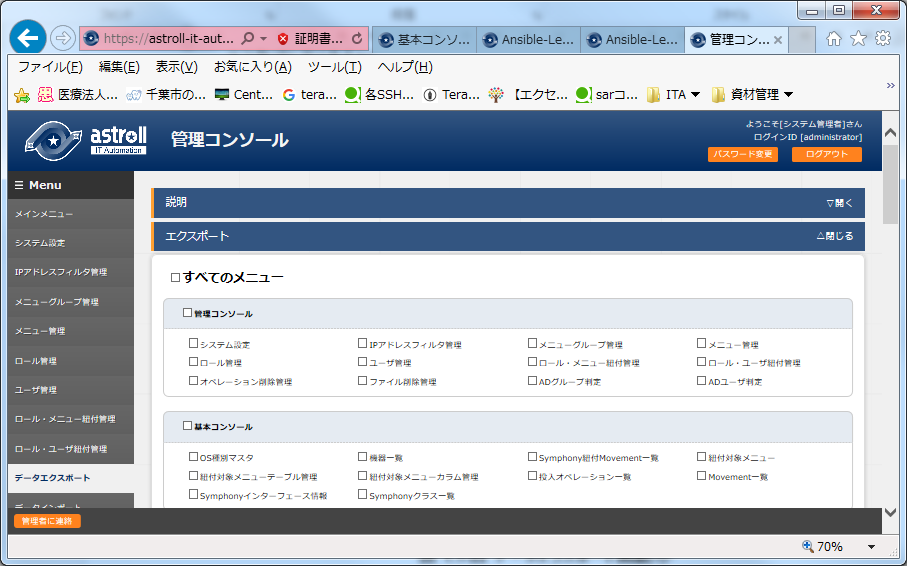 https://astroll-it-aut...
証明書...
基本コンソ...
Ansible-Le...
Ansible-Le...
管理コン...
ファイル(F) 編集(E) 表示(V) お気に入り(A) ツール(T) ヘルプ(H)
医療法人... 千葉市の... Cent... tera... 各SSH... Tera... 【エクセ... sarコ... ITA 資材管理
astroll
IT Automation
管理コンソール
ようこそ[システム管理者]さん
ログインID [administrator]
パスワード変更 ログアウト
Menu
メインメニュー
システム設定
IPアドレスフィルタ管理
メニューグループ管理
メニュー管理
ロール管理
ユーザ管理
ロール・メニュー紐付管理
ロール・ユーザ紐付管理
データエクスポート
データインポート
管理者に連絡
説明 ▽開く
エクスポート △閉じる
すべてのメニュー
管理コンソール
システム設定 IPアドレスフィルタ管理 メニューグループ管理 メニュー管理
ロール管理 ユーザ管理 ロール・メニュー紐付管理 ロール・ユーザ紐付管理
オペレーション削除管理 ファイル削除管理 ADグループ判定 ADユーザ判定
基本コンソール
OS種別マスタ 機器一覧 Symphony紐付Movement一覧 紐付対象メニュー
紐付対象メニューテーブル管理 紐付対象メニューカラム管理 投入オペレーション一覧 Movement一覧
Symphonyインターフェース情報 Symphonyクラス一覧
70%